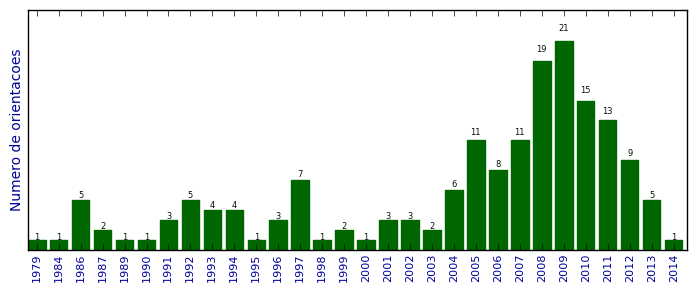 Numero de orientacoes
1 1 5 2 1 1 3 5 4 4 1 3 7 1 2 1 3 3 2 6 11 8 11 19 21 15 13 9 5 1
1979 1984 1986 1987 1989 1990 1991 1992 1993 1994 1995 1996 1997 1998 1999 2000 2001 2002 2003 2004 2005 2006 2007 2008 2009 2010 2011 2012 2013 2014